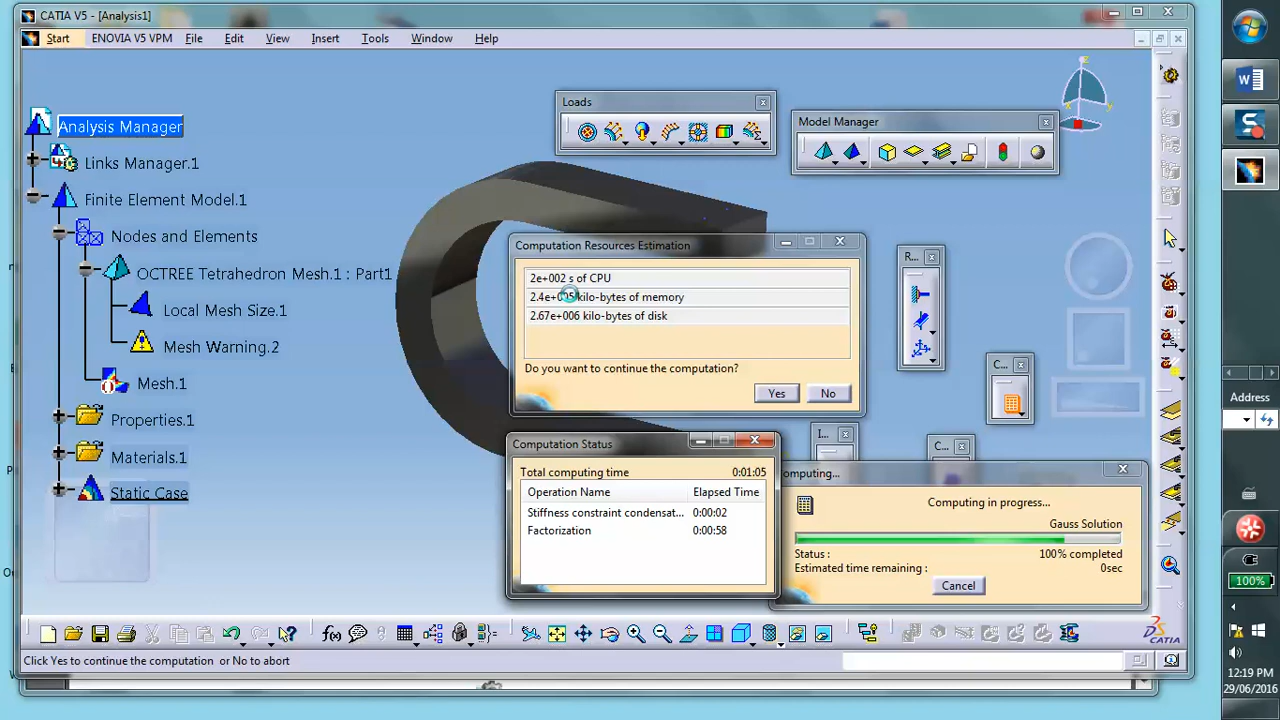 CATIA V5 - [Analysis1]
Start ENOVIA V5 VPM File Edit View Insert Tools Window Help
Loads
Model Manager
Analysis Manager
Links Manager.1
Finite Element Model.1
Nodes and Elements
OCTREE Tetrahedron Mesh.1 : Part1
Local Mesh Size.1
Mesh Warning.2
Mesh.1
Properties.1
Materials.1
Static Case
Computation Resources Estimation
2e+002 s of CPU
kilo-bytes of memory
2.67e+006 kilo-bytes of disk
Do you want to continue the computation?
Yes No
R...
C...
I...
C...
Computation Status
Total computing time 0:01:05
Operation Name Elapsed Time
Stiffness constraint condensat... 0:00:02
Factorization 0:00:58
omputing...
Computing in progress...
Gauss Solution
Status : 100% completed
Estimated time remaining : 0sec
Cancel
f(x)
CATIA
Click Yes to continue the computation or No to abort
Address
100%
12:19 PM
29/06/2016